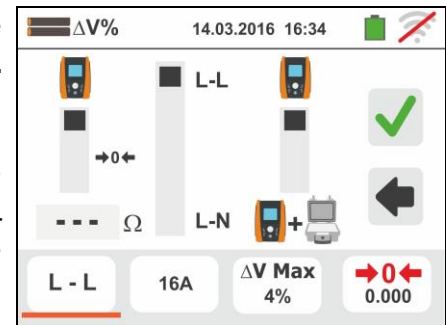 ΔV% 14.03.2016 16:34
L-L
➔0←
--- Ω L-N +
L - L 16A ΔV Max 4% ➔0← 0.000